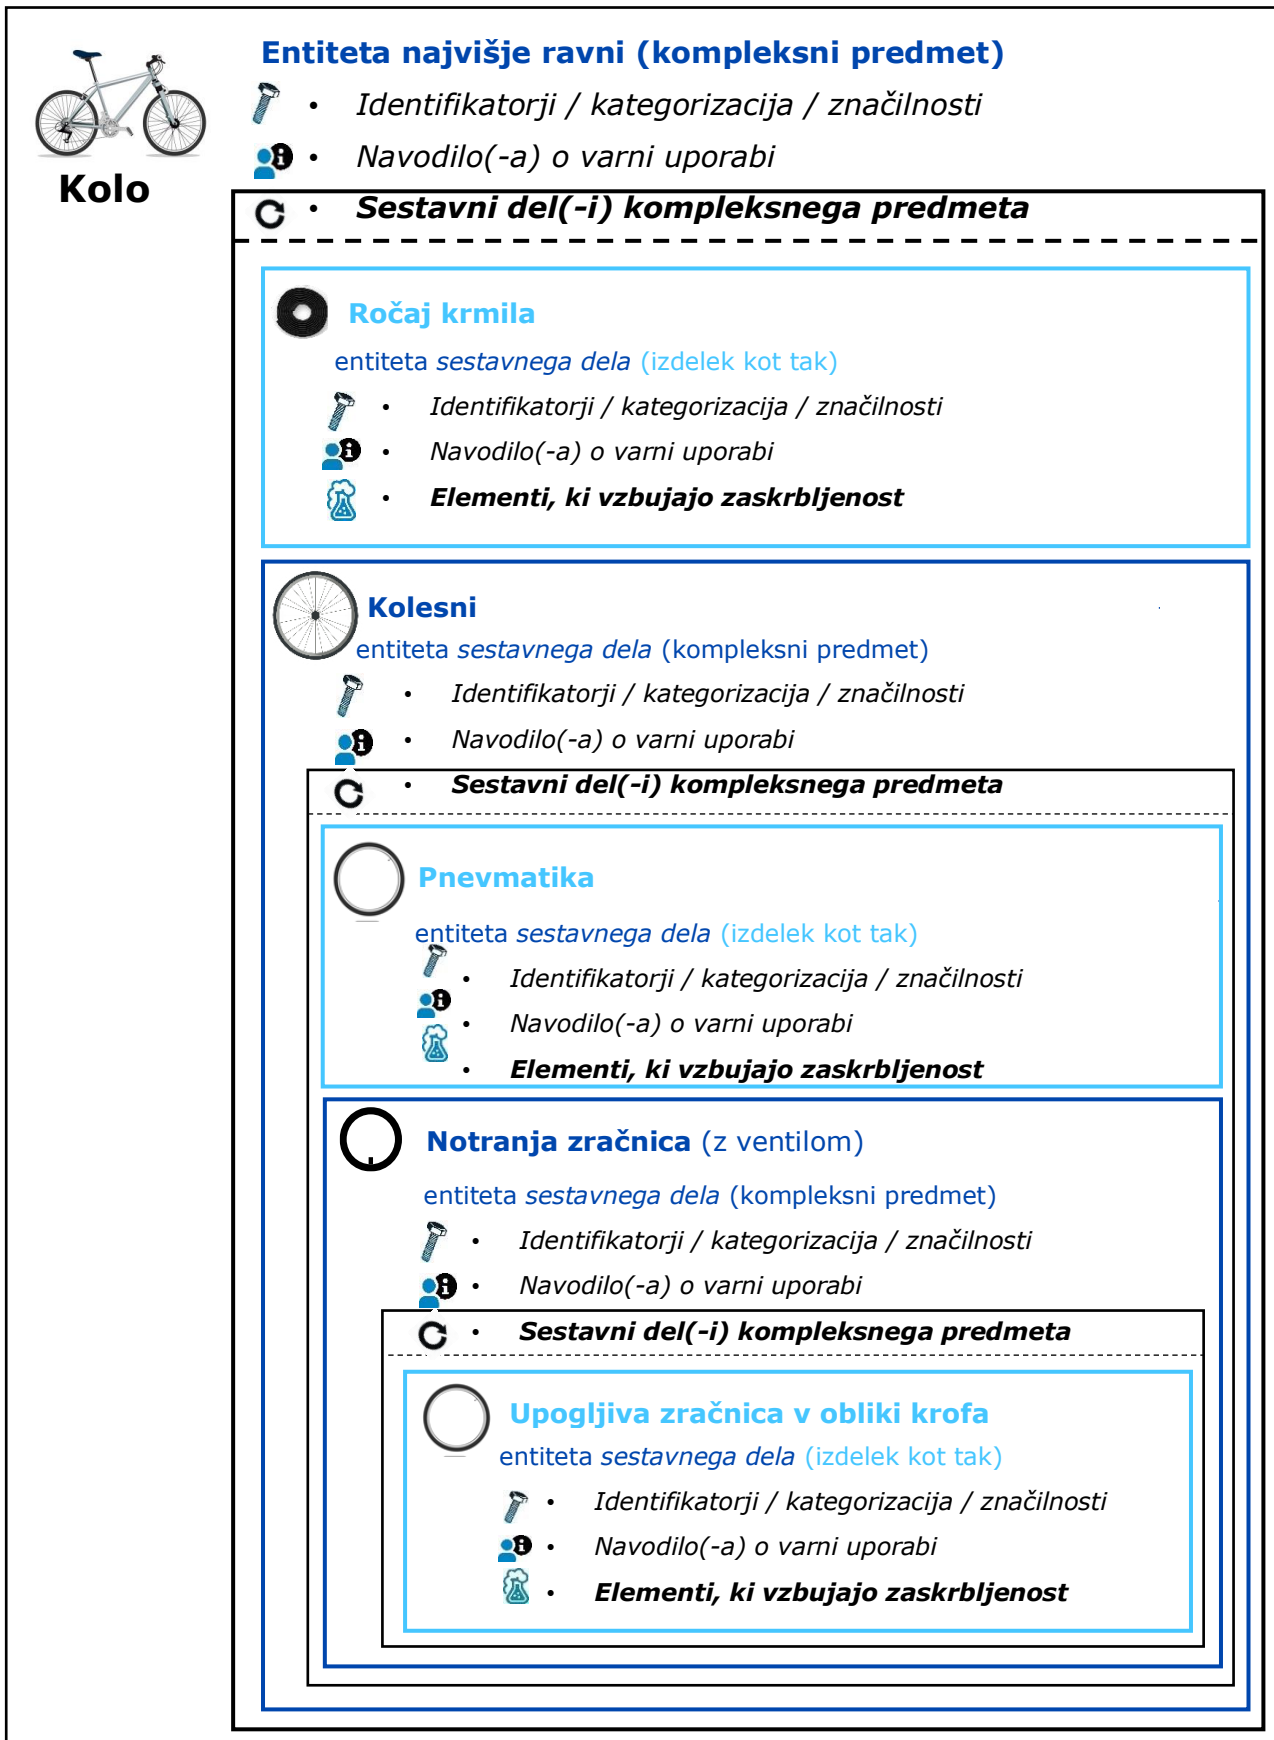 Entiteta najvišje ravni (kompleksni predmet)
• Identifikatorji / kategorizacija / značilnosti
• Navodilo(-a) o varni uporabi
Kolo
• Sestavni del(-i) kompleksnega predmeta
Ročaj krmila
entiteta sestavnega dela (izdelek kot tak)
• Identifikatorji / kategorizacija / značilnosti
• Navodilo(-a) o varni uporabi
• Elementi, ki vzbujajo zaskrbljenost
Kolesni
entiteta sestavnega dela (kompleksni predmet)
• Identifikatorji / kategorizacija / značilnosti
• Navodilo(-a) o varni uporabi
• Sestavni del(-i) kompleksnega predmeta
Pnevmatika
entiteta sestavnega dela (izdelek kot tak)
• Identifikatorji / kategorizacija / značilnosti
• Navodilo(-a) o varni uporabi
• Elementi, ki vzbujajo zaskrbljenost
Notranja zračnica (z ventilom)
entiteta sestavnega dela (kompleksni predmet)
• Identifikatorji / kategorizacija / značilnosti
• Navodilo(-a) o varni uporabi
• Sestavni del(-i) kompleksnega predmeta
Upogljiva zračnica v obliki krofa
entiteta sestavnega dela (izdelek kot tak)
• Identifikatorji / kategorizacija / značilnosti
• Navodilo(-a) o varni uporabi
• Elementi, ki vzbujajo zaskrbljenost